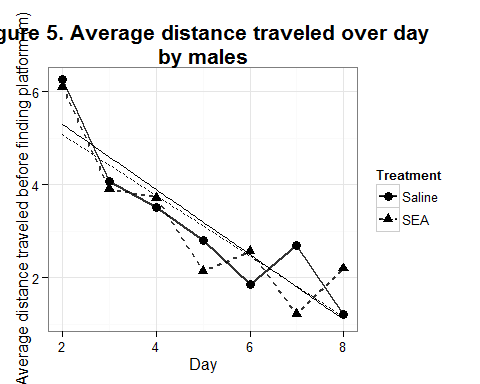 gure 5. Average distance traveled over day
by males
Average distance traveled before finding platform (m)
6
4
2
2
4
6
8
Day
Treatment
Saline
SEA